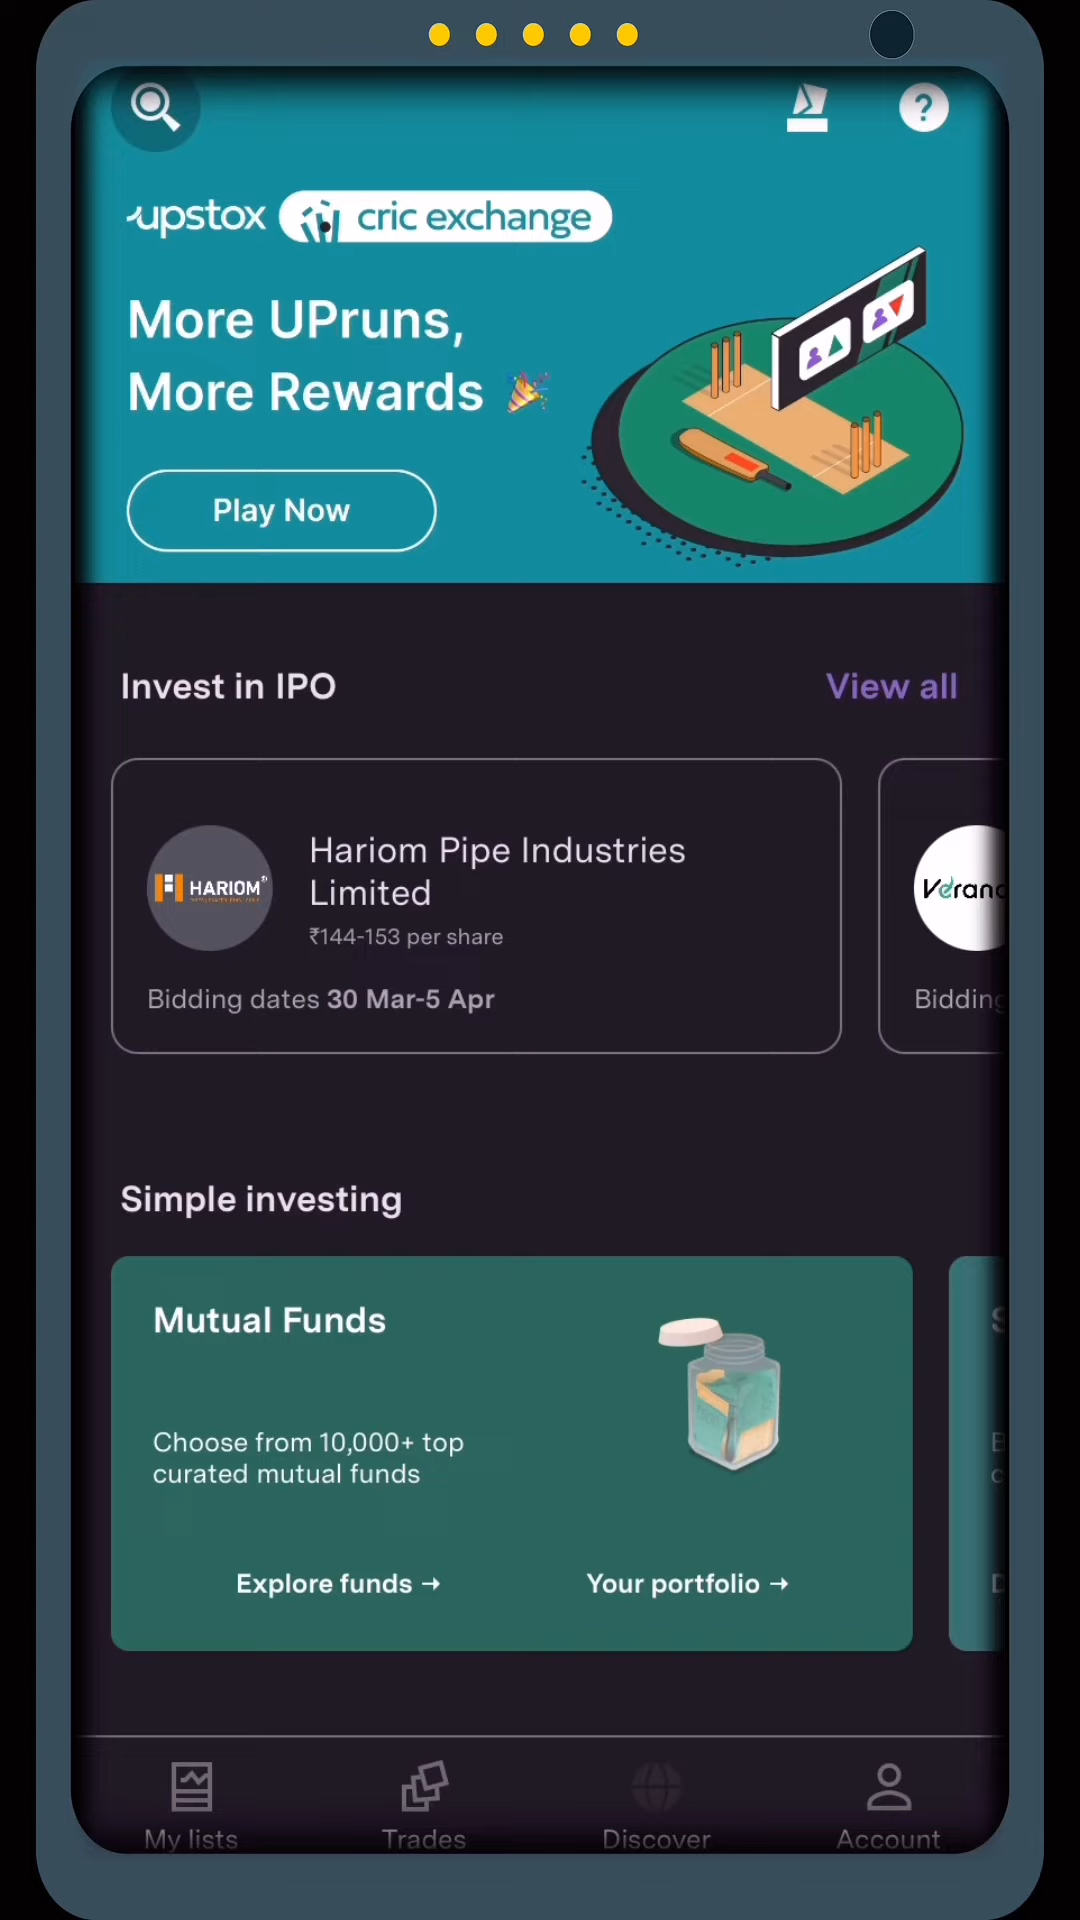 ?
upstox cric exchange
More UPruns,
More Rewards 🎉
Play Now
Invest in IPO
View all
HARIOM
Hariom Pipe Industries
Limited
₹144-153 per share
Bidding dates 30 Mar-5 Apr
Veran
Bidding
Simple investing
Mutual Funds
Choose from 10,000+ top
curated mutual funds
Explore funds →
Your portfolio →
My lists
Trades
Discover
Account